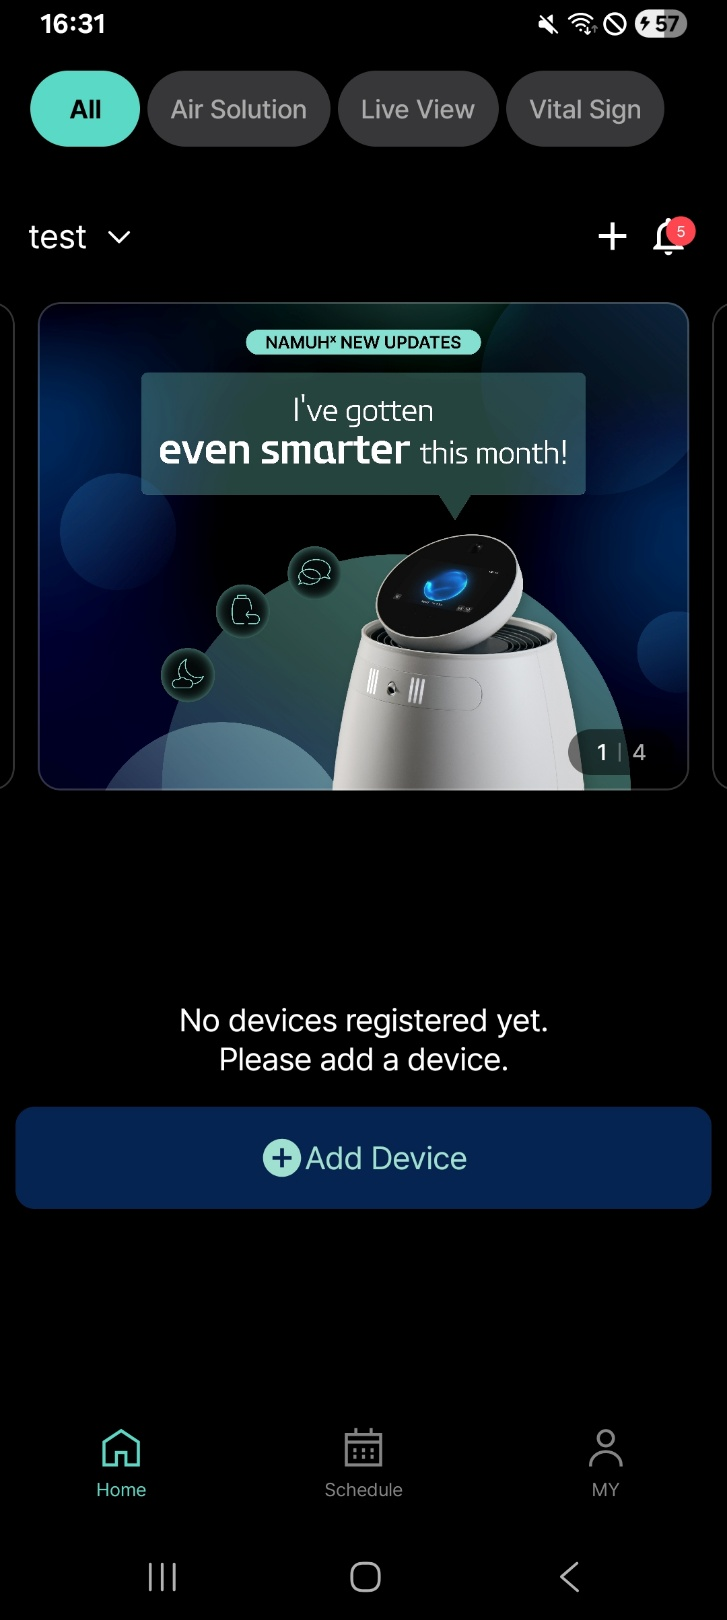 16:31
57
All
Air Solution
Live View
Vital Sign
test
5
NAMUHˣ NEW UPDATES
I've gotten
even smarter this month!
1 | 4
No devices registered yet.
Please add a device.
Add Device
Home
Schedule
MY